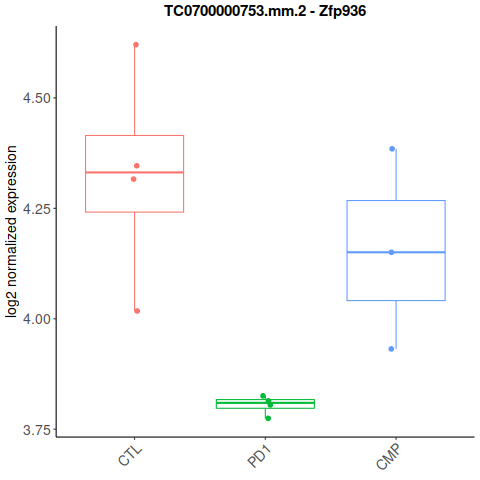 TC0700000753.mm.2 - Zfp936
log2 normalized expression
4.50
4.25
4.00
3.75
CTL
PD1
CMP